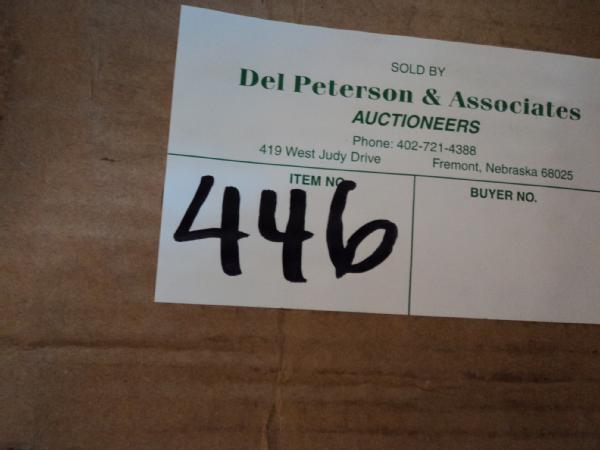 SOLD BY
Del Peterson & Associates
AUCTIONEERS
Phone: 402-721-4388
419 West Judy Drive Fremont, Nebraska 68025
ITEM NO. BUYER NO.
446